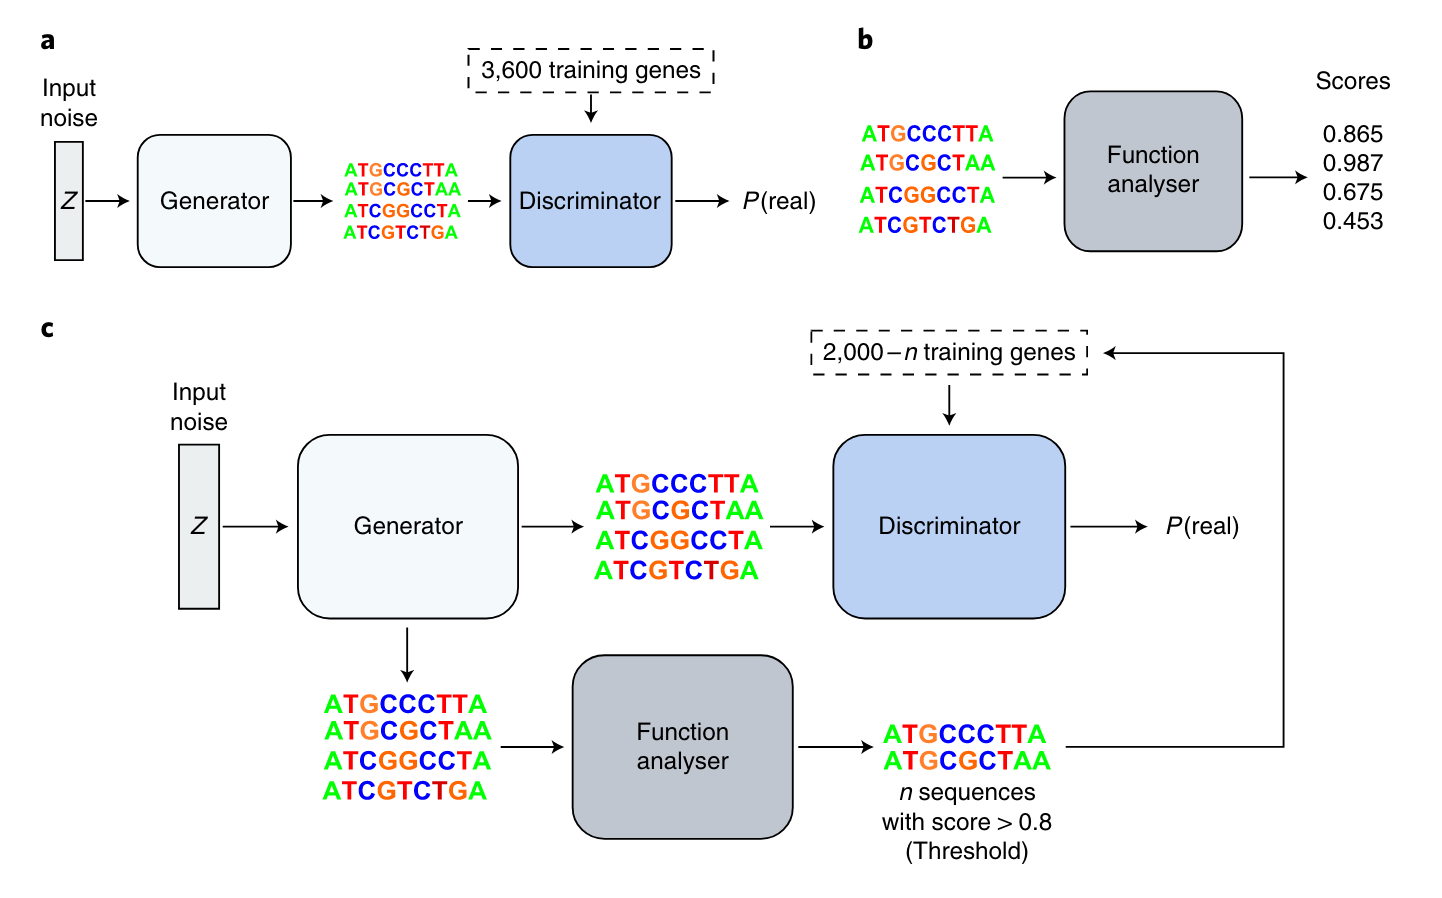 a
Input
noise
Z
Generator
ATGCCCTTA
ATGCGCTAA
ATCGGCCTA
ATCGTCTGA
3,600 training genes
Discriminator
P(real)
b
ATGCCCTTA
ATGCGCTAA
ATCGGCCTA
ATCGTCTGA
Function
analyser
Scores
0.865
0.987
0.675
0.453
c
Input
noise
Z
Generator
ATGCCCTTA
ATGCGCTAA
ATCGGCCTA
ATCGTCTGA
2,000 – n training genes
Discriminator
P(real)
ATGCCCTTA
ATGCGCTAA
ATCGGCCTA
ATCGTCTGA
Function
analyser
ATGCCCTTA
ATGCGCTAA
n sequences
with score > 0.8
(Threshold)